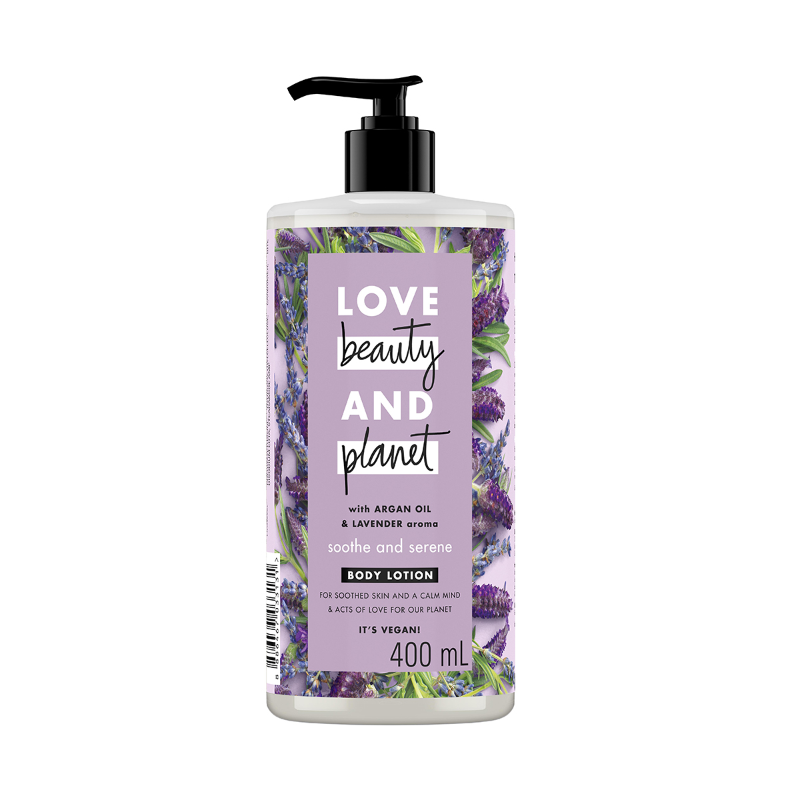 LOVE
beauty
AND
planet
with ARGAN OIL
& LAVENDER aroma
soothe and serene
BODY LOTION
FOR SOOTHED SKIN AND A CALM MIND
& ACTS OF LOVE FOR OUR PLANET
IT'S VEGAN!
400 mL